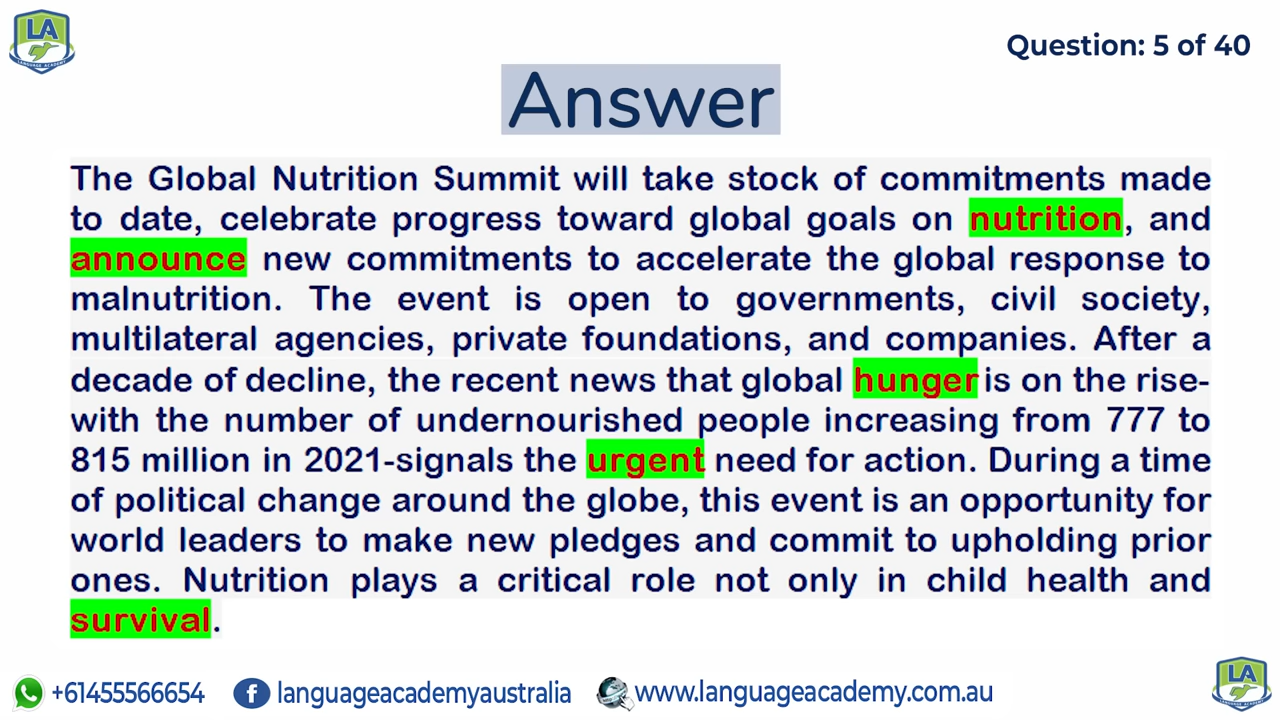 LA
LANGUAGE ACADEMY
Question: 5 of 40
Answer
The Global Nutrition Summit will take stock of commitments made
to date, celebrate progress toward global goals on nutrition, and
announce new commitments to accelerate the global response to
malnutrition. The event is open to governments, civil society,
multilateral agencies, private foundations, and companies. After a
decade of decline, the recent news that global hunger is on the rise-
with the number of undernourished people increasing from 777 to
815 million in 2021-signals the urgent need for action. During a time
of political change around the globe, this event is an opportunity for
world leaders to make new pledges and commit to upholding prior
ones. Nutrition plays a critical role not only in child health and
survival.
+61455566654 languageacademyaustralia www.languageacademy.com.au
LA
LANGUAGE ACADEMY